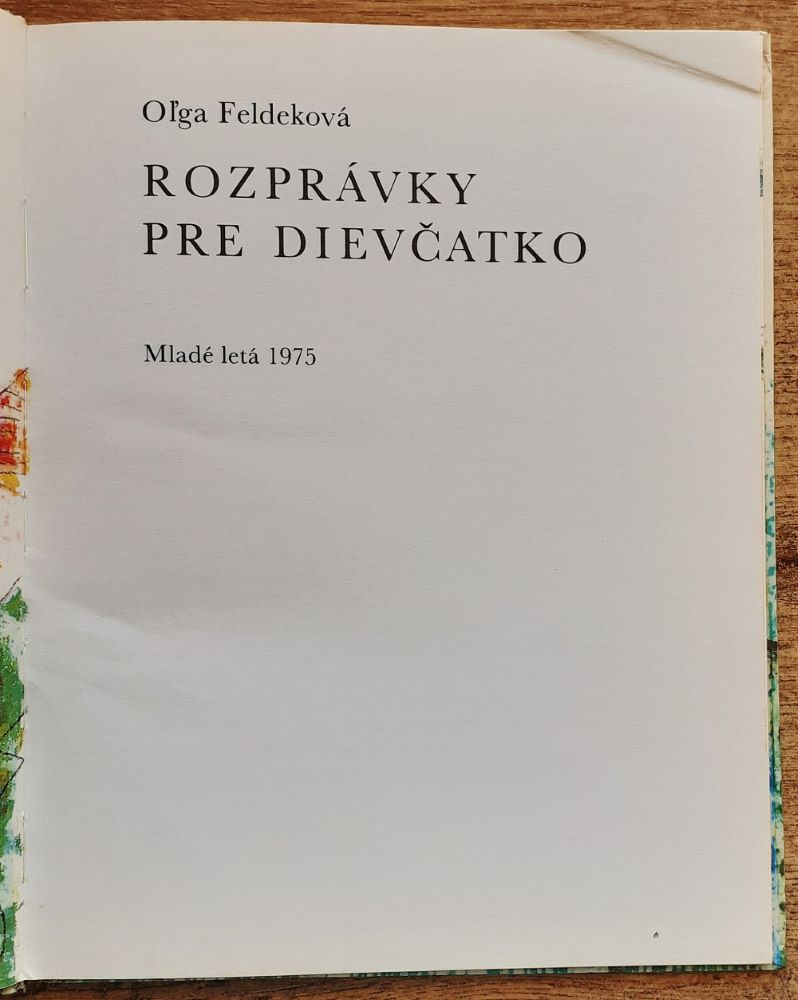 Oľga Feldeková
ROZPRÁVKY
PRE DIEVČATKO
Mladé letá 1975